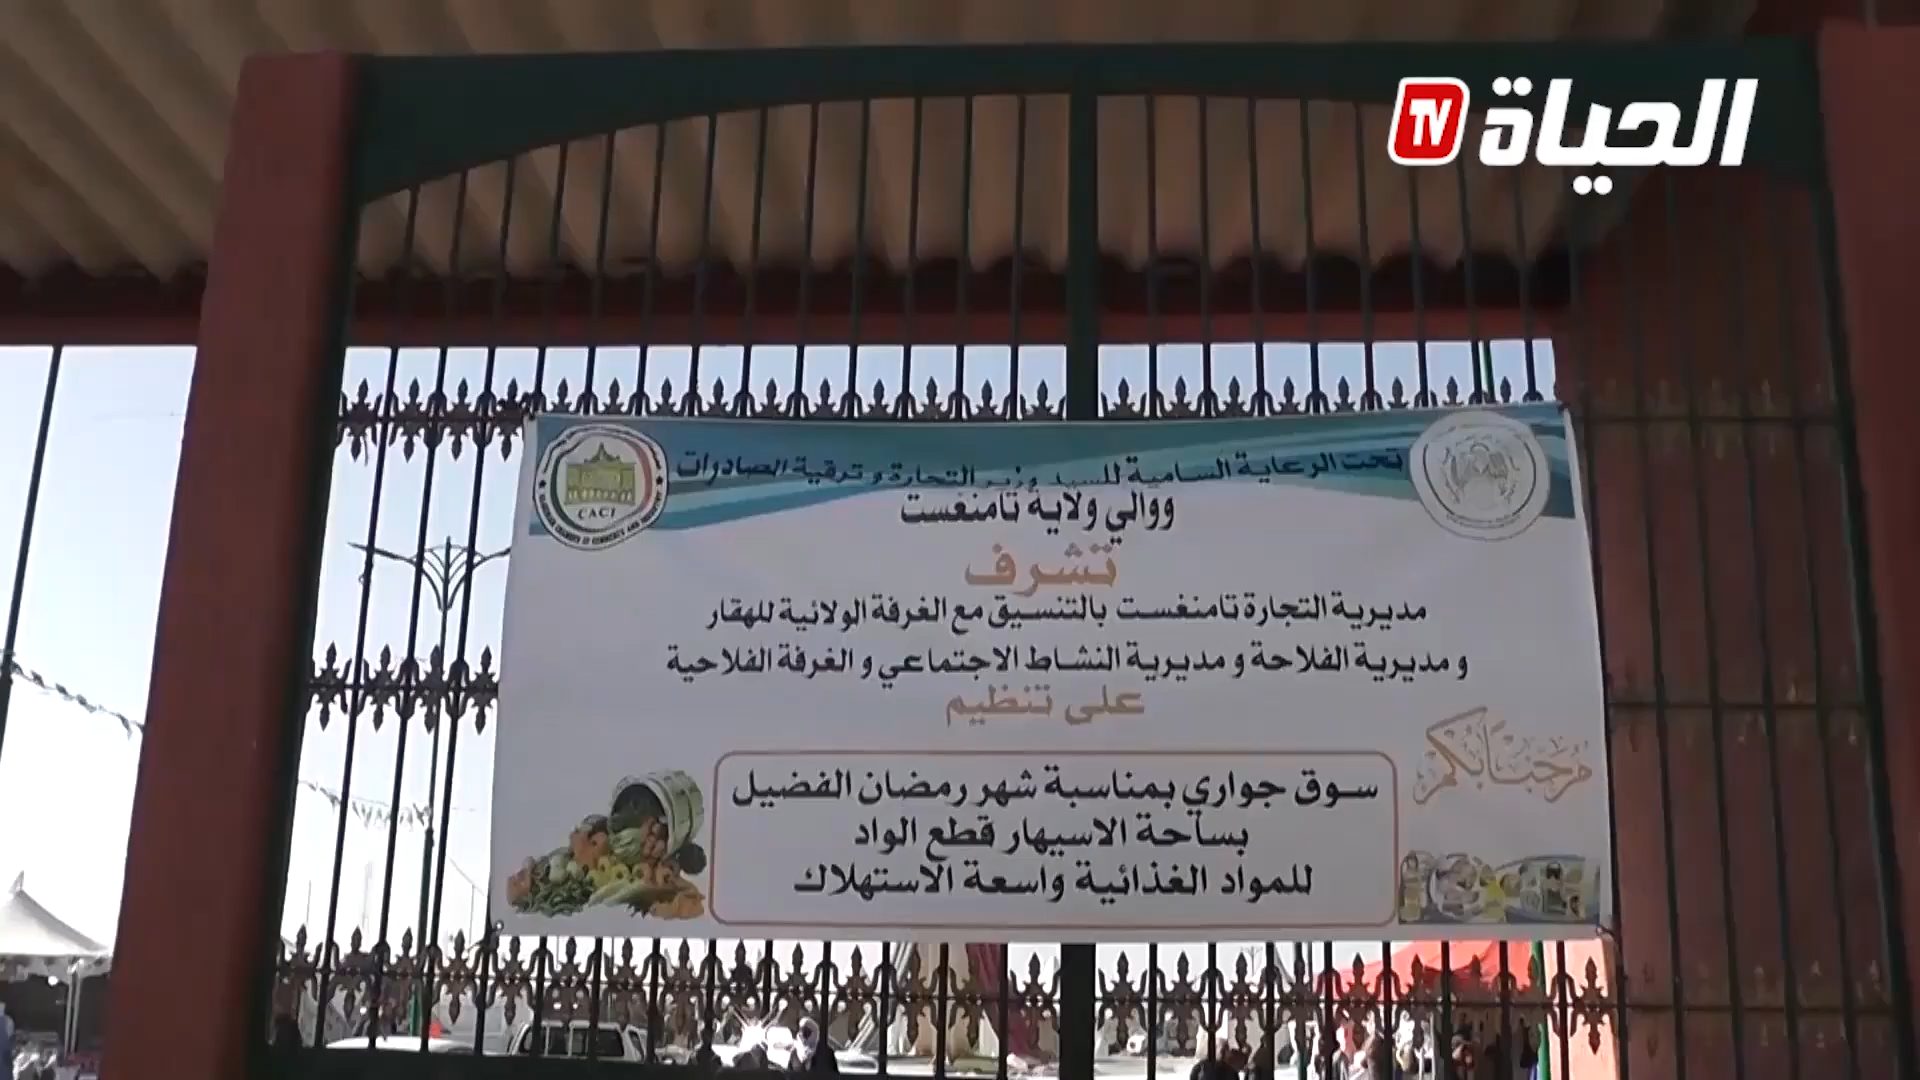 الحياة TV
تحت الرعاية السامية للسيد وزير التجارة و ترقية الصادرات
ووالي ولاية تامنغست
تشرف
مديرية التجارة تامنغست بالتنسيق مع الغرفة الولائية للهقار
و مديرية الفلاحة و مديرية النشاط الاجتماعي و الغرفة الفلاحية
على تنظيم
سوق جواري بمناسبة شهر رمضان الفضيل
بساحة الاسيهار قطع الواد
للمواد الغذائية واسعة الاستهلاك
مرحبا بكم
CACI